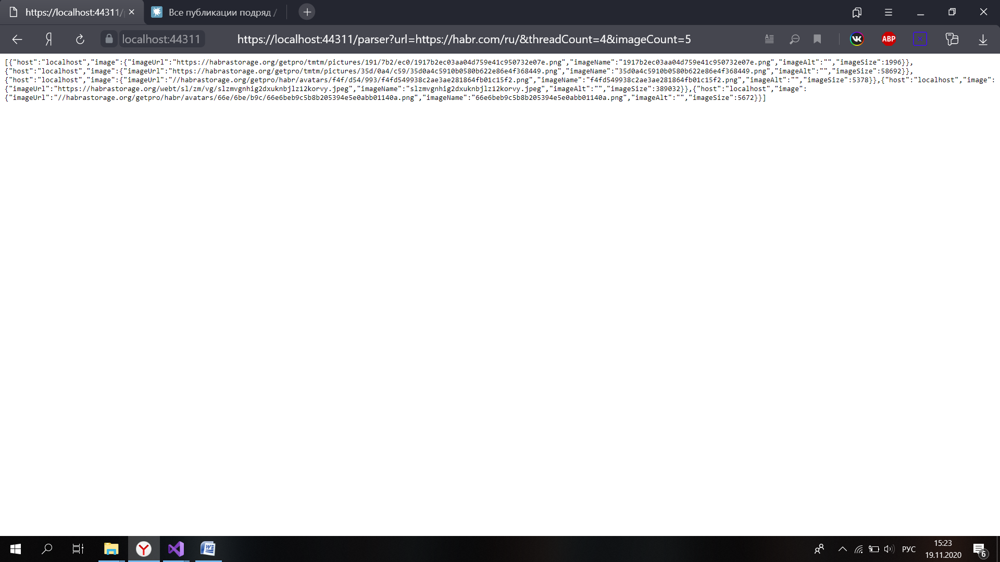 https://localhost:44311/
Все публикации подряд /
Я
localhost:44311
https://localhost:44311/parser?url=https://habr.com/ru/&threadCount=4&imageCount=5
ABP
[{"host":"localhost","image":{"imageUrl":"https://habrastorage.org/getpro/tmtm/pictures/191/7b2/ec0/1917b2ec03aa04d759e41c950732e07e.png","imageName":"1917b2ec03aa04d759e41c950732e07e.png","imageAlt":"","imageSize":1996}},
{"host":"localhost","image":{"imageUrl":"https://habrastorage.org/getpro/tmtm/pictures/35d/0a4/c59/35d0a4c5910b0580b622e86e4f368449.png","imageName":"35d0a4c5910b0580b622e86e4f368449.png","imageAlt":"","imageSize":58692}},
{"host":"localhost","image":{"imageUrl":"//habrastorage.org/getpro/habr/avatars/f4f/d54/993/f4fd549938c2ae3ae281864fb01c15f2.png","imageName":"f4fd549938c2ae3ae281864fb01c15f2.png","imageAlt":"","imageSize":5378}},{"host":"localhost","image":
{"imageUrl":"https://habrastorage.org/webt/sl/zm/vg/slzmvgnhig2dxuknbjlz12korvy.jpeg","imageName":"slzmvgnhig2dxuknbjlz12korvy.jpeg","imageAlt":"","imageSize":389032}},{"host":"localhost","image":
{"imageUrl":"//habrastorage.org/getpro/habr/avatars/66e/6be/b9c/66e6beb9c5b8b205394e5e0abb01140a.png","imageName":"66e6beb9c5b8b205394e5e0abb01140a.png","imageAlt":"","imageSize":5672}}]
РУС
15:23
19.11.2020
6